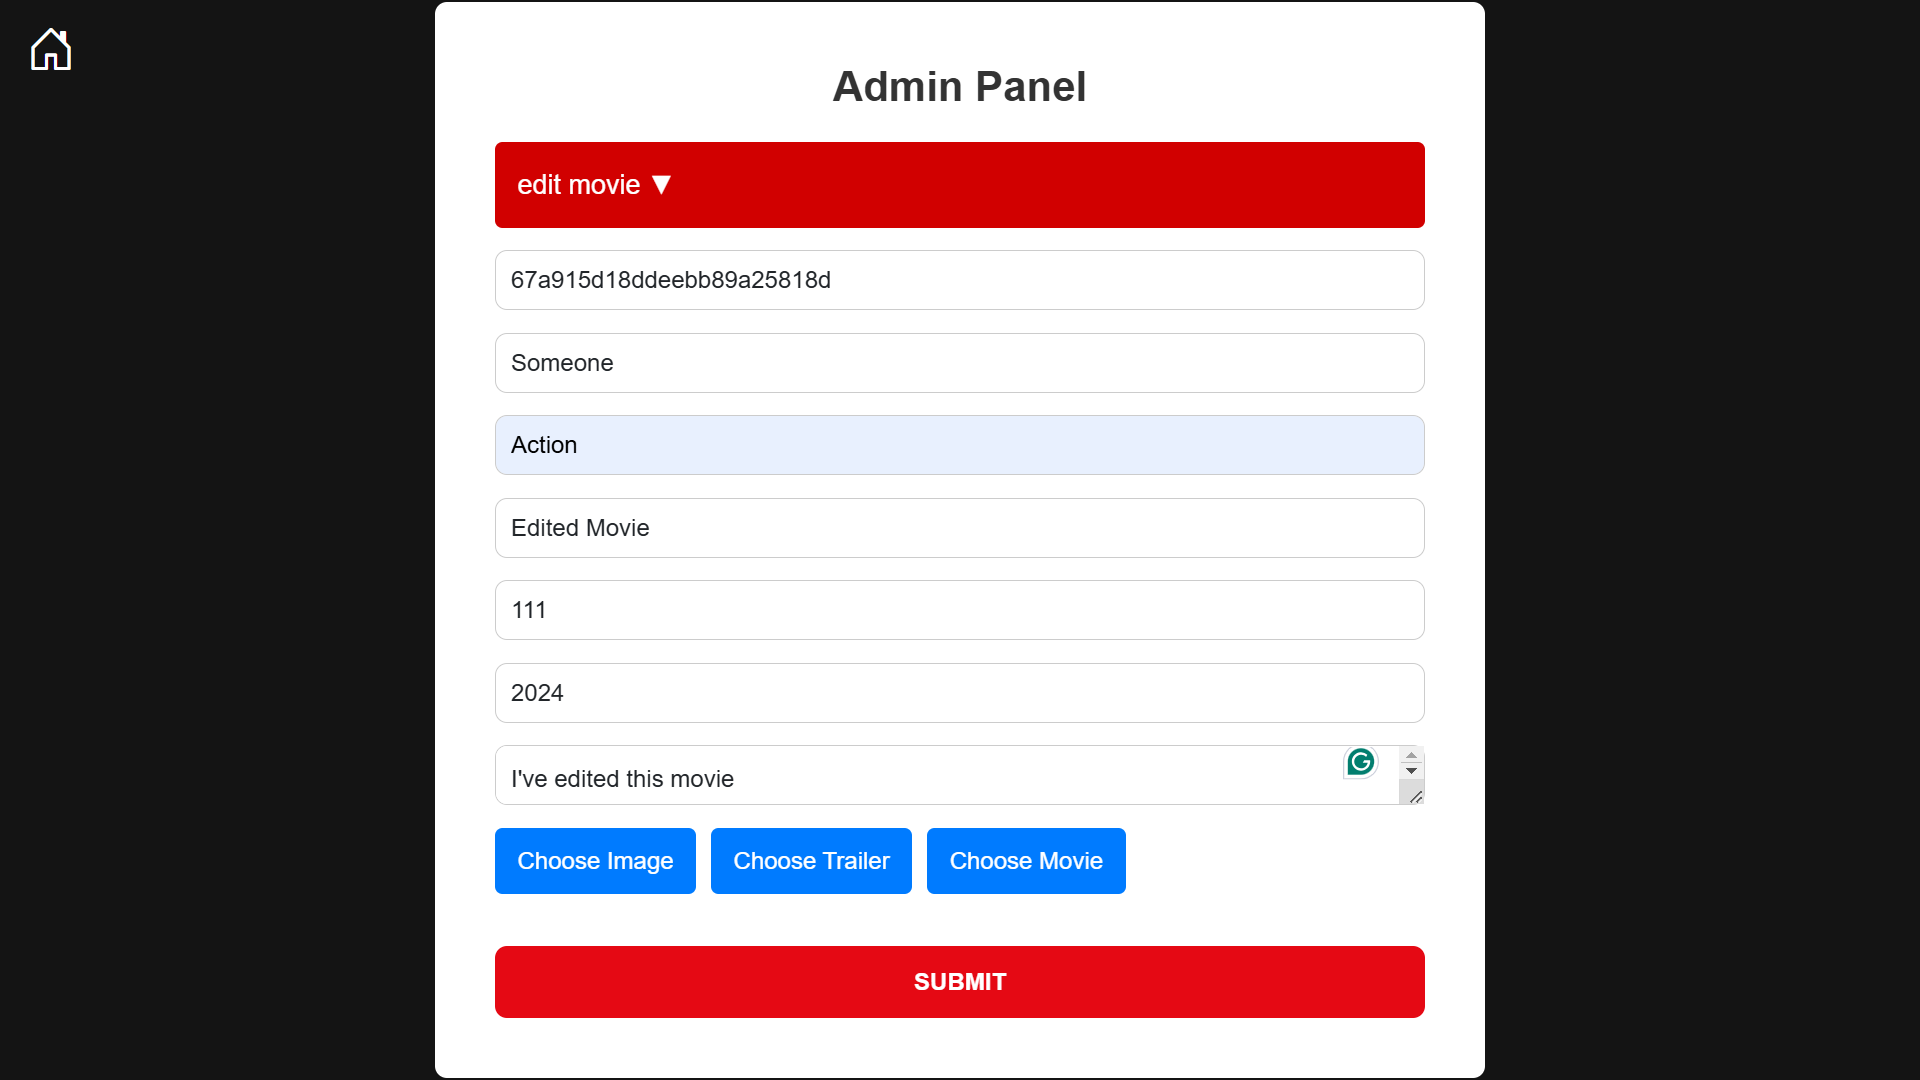 Admin Panel
edit movie ▼
67a915d18ddeebb89a25818d
Someone
Action
Edited Movie
111
2024
I've edited this movie
Choose Image
Choose Trailer
Choose Movie
SUBMIT